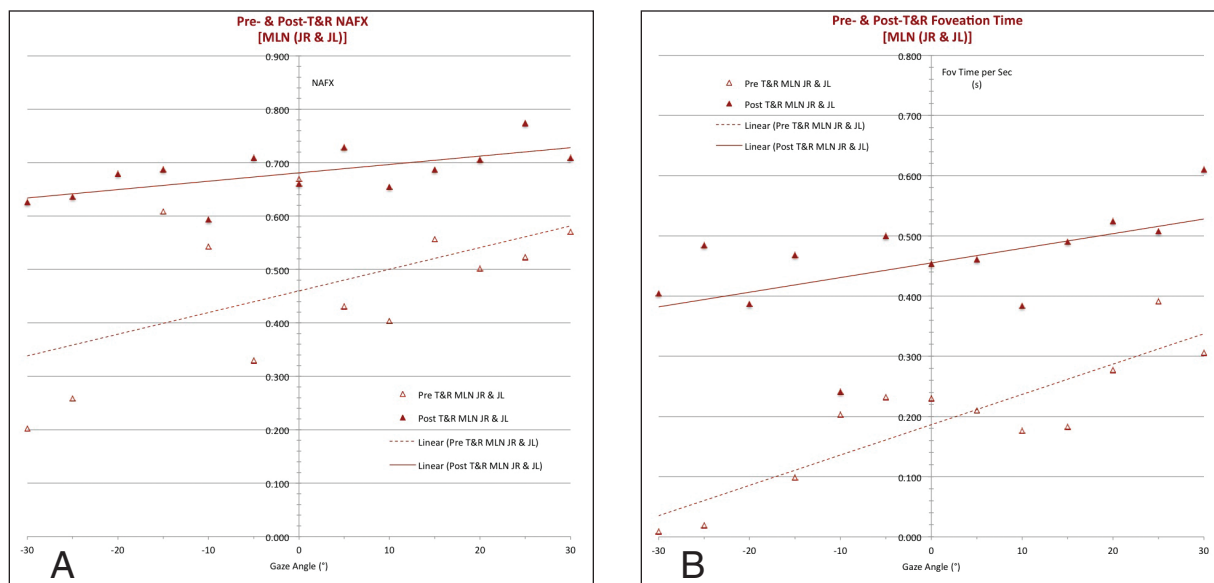 Pre- & Post-T&R NAFX
[MLN (JR & JL)]
0.900
0.800
0.700
0.600
0.500
0.400
0.300
0.200
0.100
0.000
NAFX
Pre T&R MLN JR & JL
Post T&R MLN JR & JL
Linear (Pre T&R MLN JR & JL)
Linear (Post T&R MLN JR & JL)
-30 -20 -10 0 10 20 30
Gaze Angle (°)
A
Pre- & Post-T&R Foveation Time
[MLN (JR & JL)]
0.800
0.700
0.600
0.500
0.400
0.300
0.200
0.100
0.000
Fov Time per Sec
(s)
Pre T&R MLN JR & JL
Post T&R MLN JR & JL
Linear (Pre T&R MLN JR & JL)
Linear (Post T&R MLN JR & JL)
-30 -20 -10 0 10 20 30
Gaze Angle (°)
B